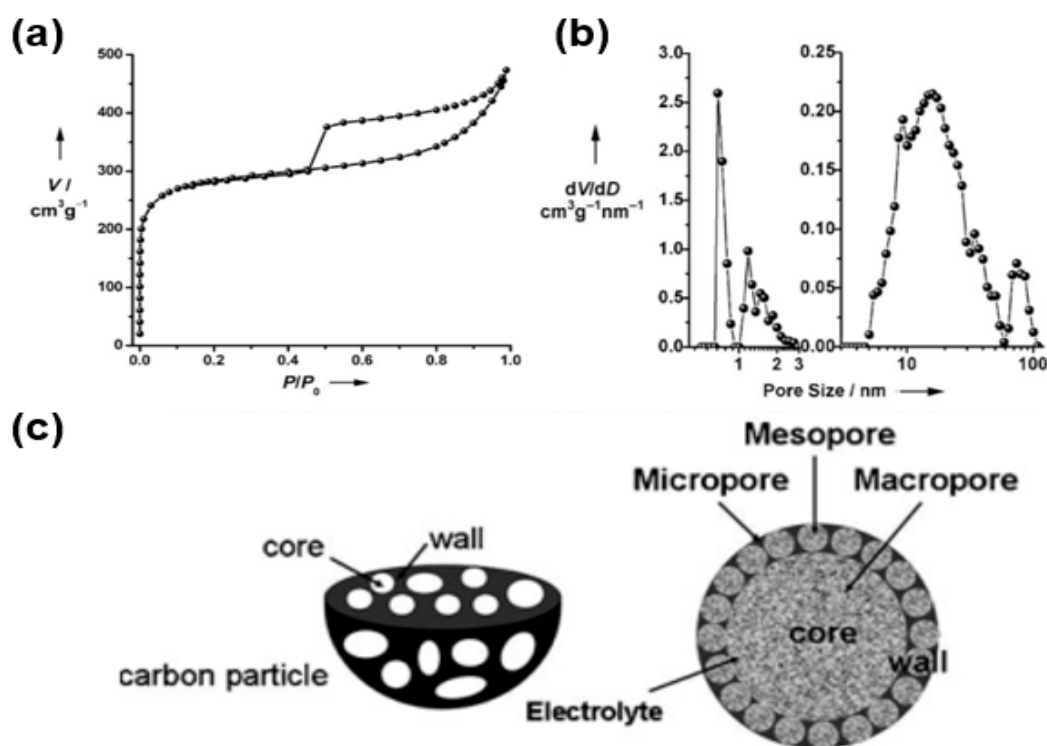 (a)
500
400
300
200
100
0
V /
cm³g⁻¹
0.0 0.2 0.4 0.6 0.8 1.0
P/P₀
(b)
3.0
2.5
2.0
1.5
1.0
0.5
0.0
dV/dD
cm³g⁻¹nm⁻¹
1 2 3
0.25
0.20
0.15
0.10
0.05
0.00
10 100
Pore Size / nm
(c)
core
wall
carbon particle
Mesopore
Micropore
Macropore
core
wall
Electrolyte